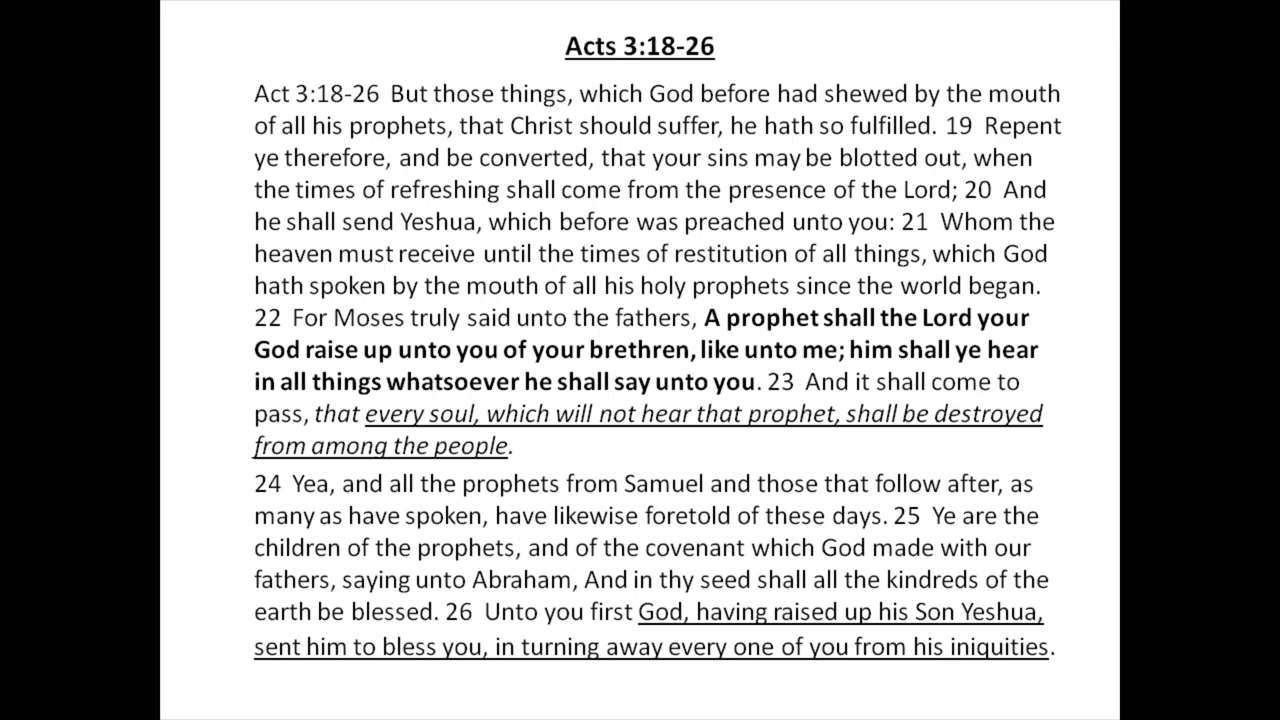 Acts 3:18-26
Act 3:18-26 But those things, which God before had shewed by the mouth
of all his prophets, that Christ should suffer, he hath so fulfilled. 19 Repent
ye therefore, and be converted, that your sins may be blotted out, when
the times of refreshing shall come from the presence of the Lord; 20 And
he shall send Yeshua, which before was preached unto you: 21 Whom the
heaven must receive until the times of restitution of all things, which God
hath spoken by the mouth of all his holy prophets since the world began.
22 For Moses truly said unto the fathers, A prophet shall the Lord your
God raise up unto you of your brethren, like unto me; him shall ye hear
in all things whatsoever he shall say unto you. 23 And it shall come to
pass, that every soul, which will not hear that prophet, shall be destroyed
from among the people.
24 Yea, and all the prophets from Samuel and those that follow after, as
many as have spoken, have likewise foretold of these days. 25 Ye are the
children of the prophets, and of the covenant which God made with our
fathers, saying unto Abraham, And in thy seed shall all the kindreds of the
earth be blessed. 26 Unto you first God, having raised up his Son Yeshua,
sent him to bless you, in turning away every one of you from his iniquities.